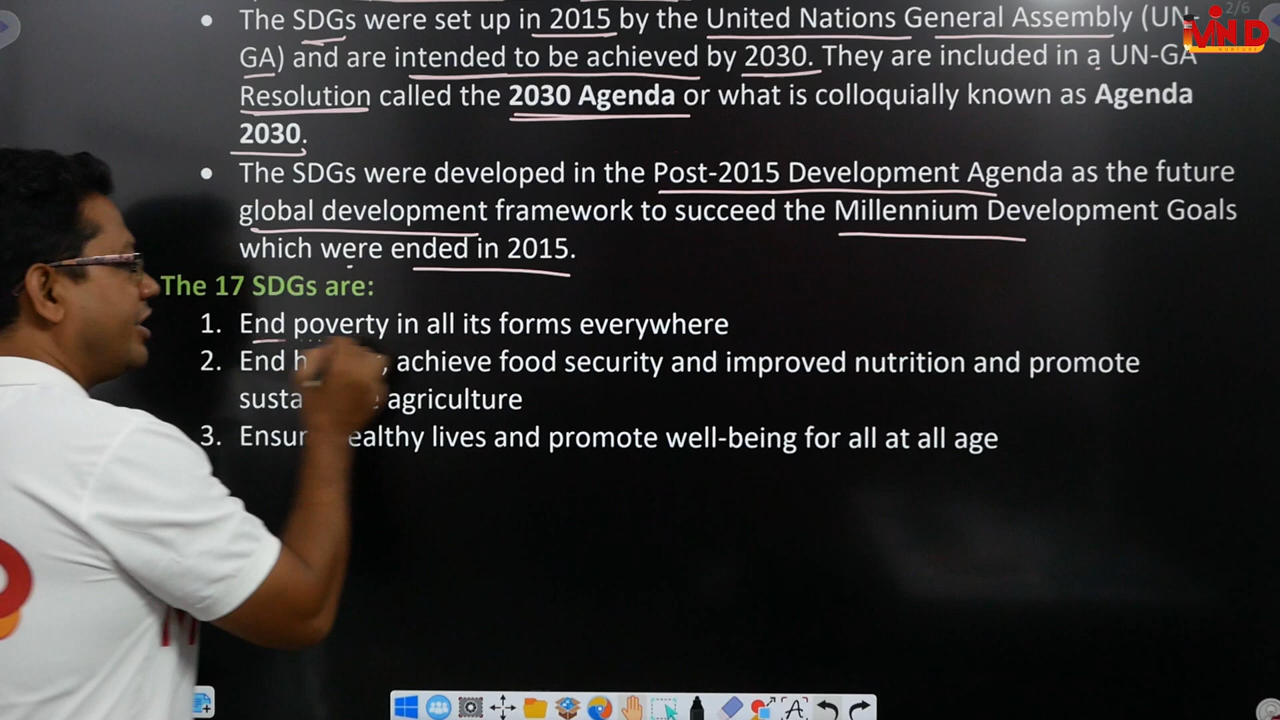 • The SDGs were set up in 2015 by the United Nations General Assembly (UN-
GA) and are intended to be achieved by 2030. They are included in a UN-GA
Resolution called the 2030 Agenda or what is colloquially known as Agenda
2030.
• The SDGs were developed in the Post-2015 Development Agenda as the future
global development framework to succeed the Millennium Development Goals
which were ended in 2015.
The 17 SDGs are:
1. End poverty in all its forms everywhere
2. End achieve food security and improved nutrition and promote
agriculture
3. lives and promote well-being for all at all age
2/6
MIND